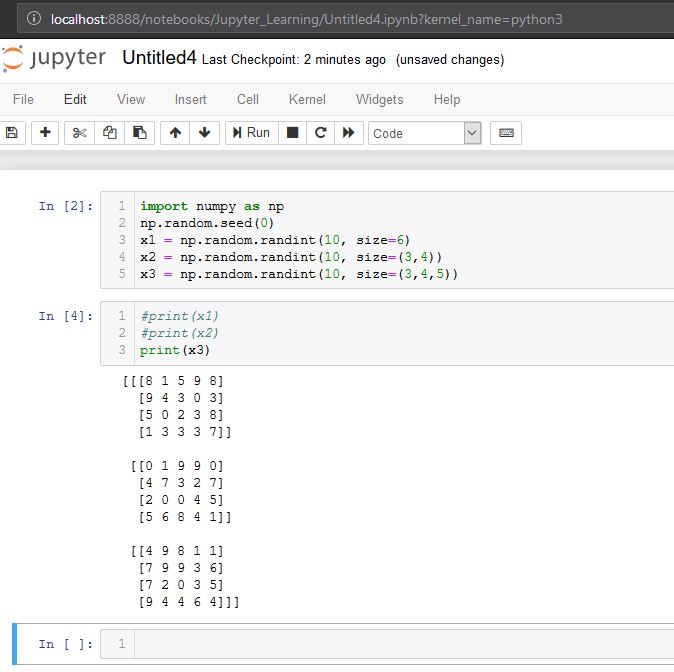 localhost:8888/notebooks/Jupyter_Learning/Untitled4.ipynb?kernel_name=python3
jupyter Untitled4 Last Checkpoint: 2 minutes ago (unsaved changes)
File Edit View Insert Cell Kernel Widgets Help
Run Code
In [2]:
1 import numpy as np
2 np.random.seed(0)
3 x1 = np.random.randint(10, size=6)
4 x2 = np.random.randint(10, size=(3,4))
5 x3 = np.random.randint(10, size=(3,4,5))
In [4]:
1 #print(x1)
2 #print(x2)
3 print(x3)
[[[8 1 5 9 8]
[9 4 3 0 3]
[5 0 2 3 8]
[1 3 3 3 7]]
[[0 1 9 9 0]
[4 7 3 2 7]
[2 0 0 4 5]
[5 6 8 4 1]]
[[4 9 8 1 1]
[7 9 9 3 6]
[7 2 0 3 5]
[9 4 4 6 4]]]
In [ ]:
1